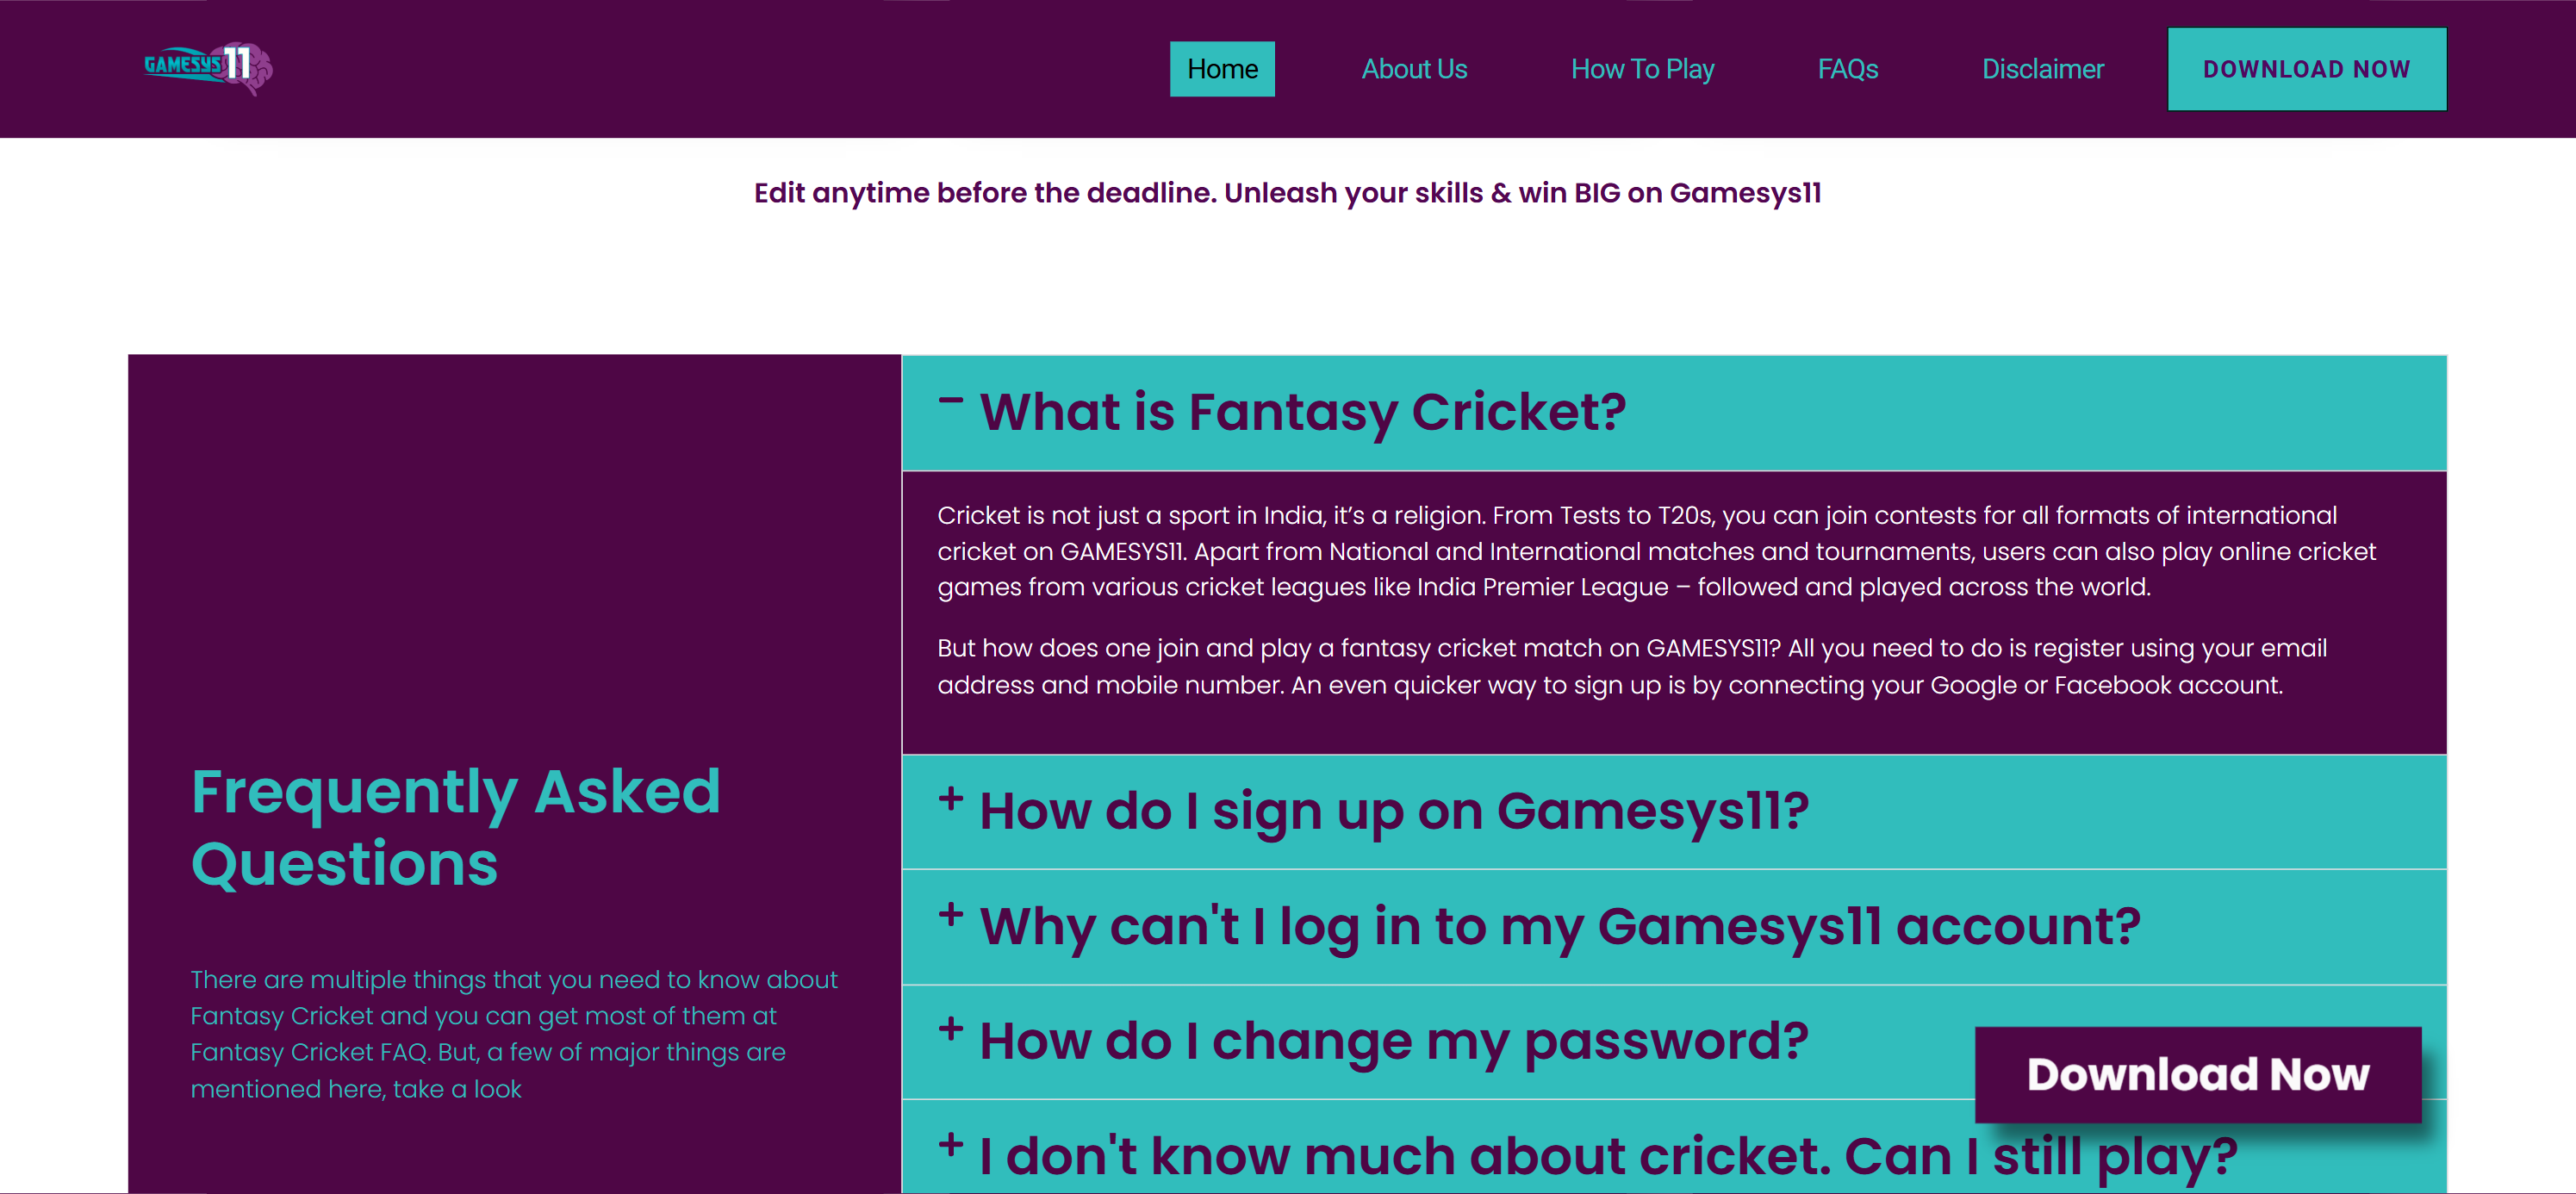 GAMESYS11
Home
About Us
How To Play
FAQs
Disclaimer
DOWNLOAD NOW
Edit anytime before the deadline. Unleash your skills & win BIG on Gamesys11
Frequently Asked
Questions
There are multiple things that you need to know about
Fantasy Cricket and you can get most of them at
Fantasy Cricket FAQ. But, a few of major things are
mentioned here, take a look
− What is Fantasy Cricket?
Cricket is not just a sport in India, it’s a religion. From Tests to T20s, you can join contests for all formats of international
cricket on GAMESYS11. Apart from National and International matches and tournaments, users can also play online cricket
games from various cricket leagues like India Premier League – followed and played across the world.
But how does one join and play a fantasy cricket match on GAMESYS11? All you need to do is register using your email
address and mobile number. An even quicker way to sign up is by connecting your Google or Facebook account.
+ How do I sign up on Gamesys11?
+ Why can't I log in to my Gamesys11 account?
+ How do I change my password?
+ I don't know much about cricket. Can I still play?
Download Now